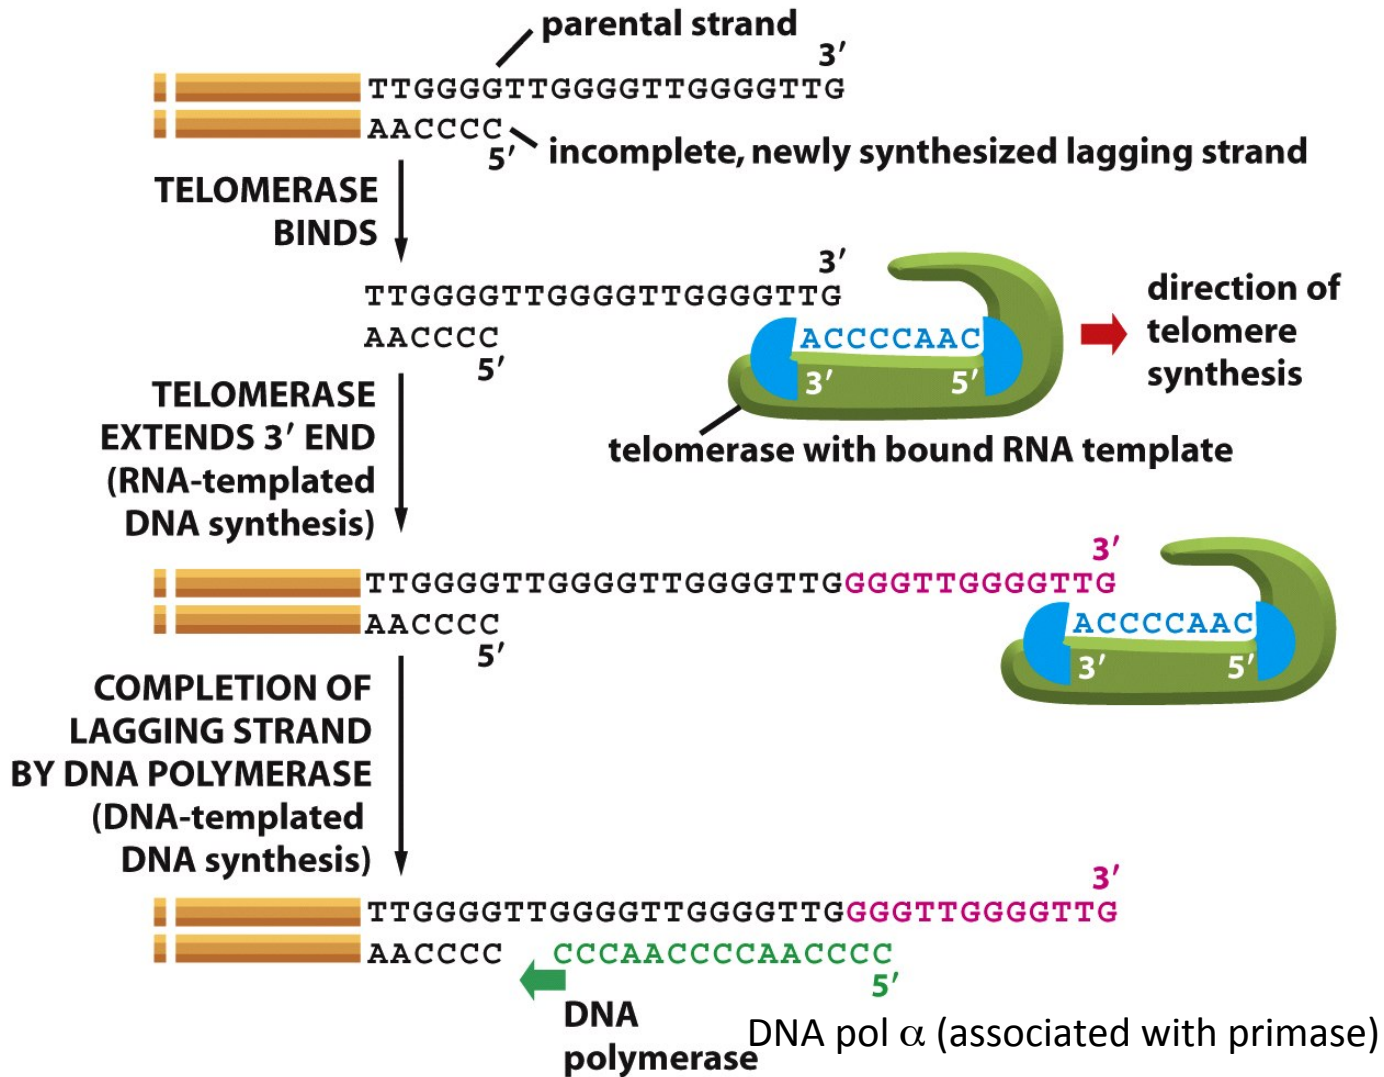 parental strand
3′
TTGGGGTTGGGGTTGGGGTTG
AACCCC
5′
incomplete, newly synthesized lagging strand
TELOMERASE
BINDS
3′
TTGGGGTTGGGGTTGGGGTTG
AACCCC
5′
ACCCCAAC
3′ 5′
direction of
telomere
synthesis
telomerase with bound RNA template
TELOMERASE
EXTENDS 3′ END
(RNA-templated
DNA synthesis)
3′
TTGGGGTTGGGGTTGGGGTTGGGGTTGGGGTTG
AACCCC
5′
ACCCCAAC
3′ 5′
COMPLETION OF
LAGGING STRAND
BY DNA POLYMERASE
(DNA-templated
DNA synthesis)
3′
TTGGGGTTGGGGTTGGGGTTGGGGTTGGGGTTG
AACCCC CCCAACCCCAACCCC
5′
DNA
polymerase
DNA pol α (associated with primase)